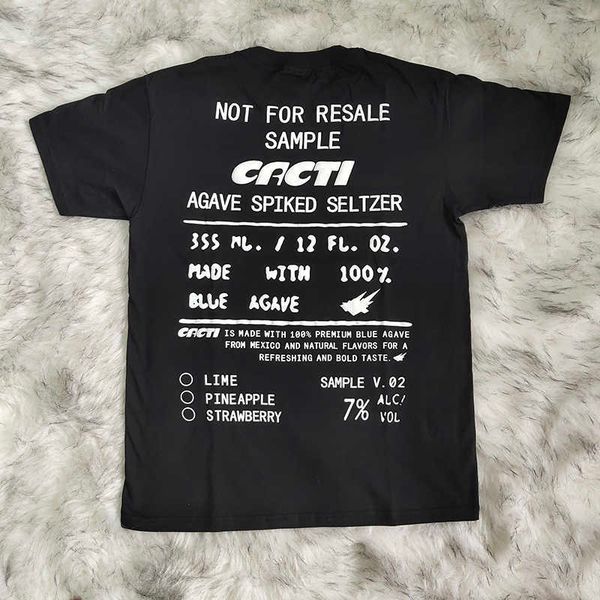 NOT FOR RESALE
SAMPLE
CACTI
AGAVE SPIKED SELTZER
355 ML. / 12 FL. OZ.
MADE WITH 100%
BLUE AGAVE
CACTI IS MADE WITH 100% PREMIUM BLUE AGAVE
FROM MEXICO AND NATURAL FLAVORS FOR A
REFRESHING AND BOLD TASTE.
LIME SAMPLE V.02
PINEAPPLE 7% ALC/
STRAWBERRY VOL